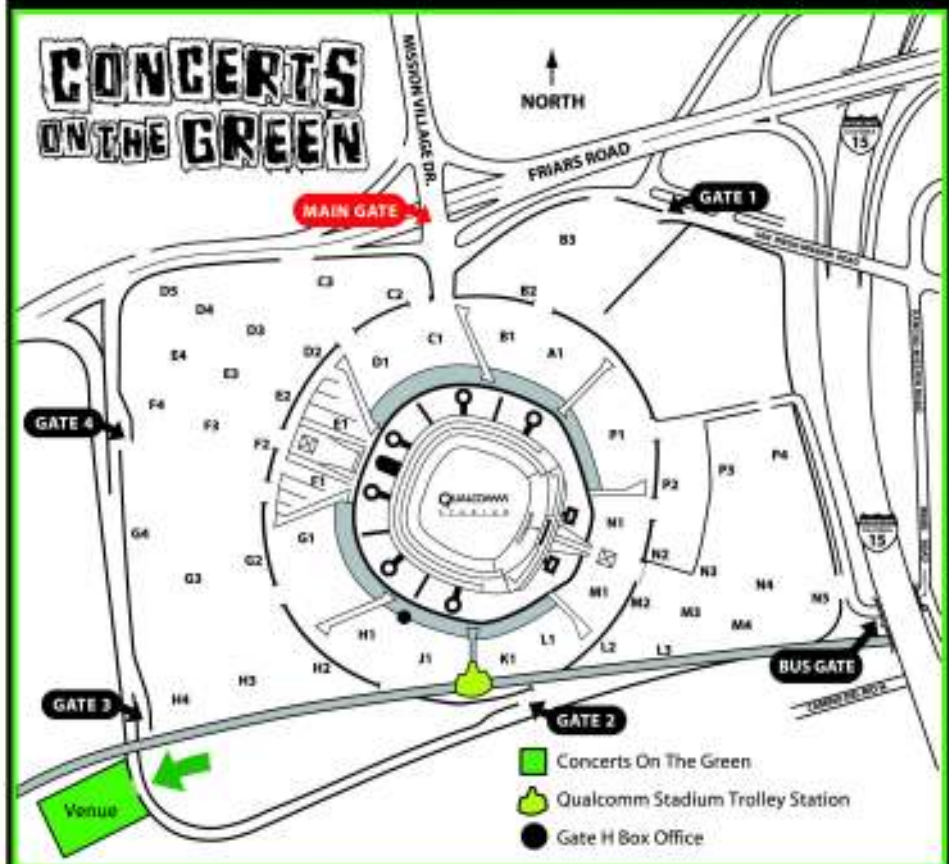 CONCERTS
ON THE GREEN
NORTH
MISSION VILLAGE DR.
FRIARS ROAD
15
MAIN GATE
GATE 1
B3
D5
D4
C3
C2
B2
D3
E4
E3
D2
D1
C1
B1
A1
F4
F3
E2
E1
GATE 4
F2
E1
P1
P2
P3
P4
QUALCOMM
STADIUM
G4
G3
G2
G1
N1
N2
N3
N4
N5
15
M1
M2
M3
M4
H1
J1
K1
L1
L2
L3
H2
H3
H4
BUS GATE
GATE 3
GATE 2
Venue
Concerts On The Green
Qualcomm Stadium Trolley Station
Gate H Box Office